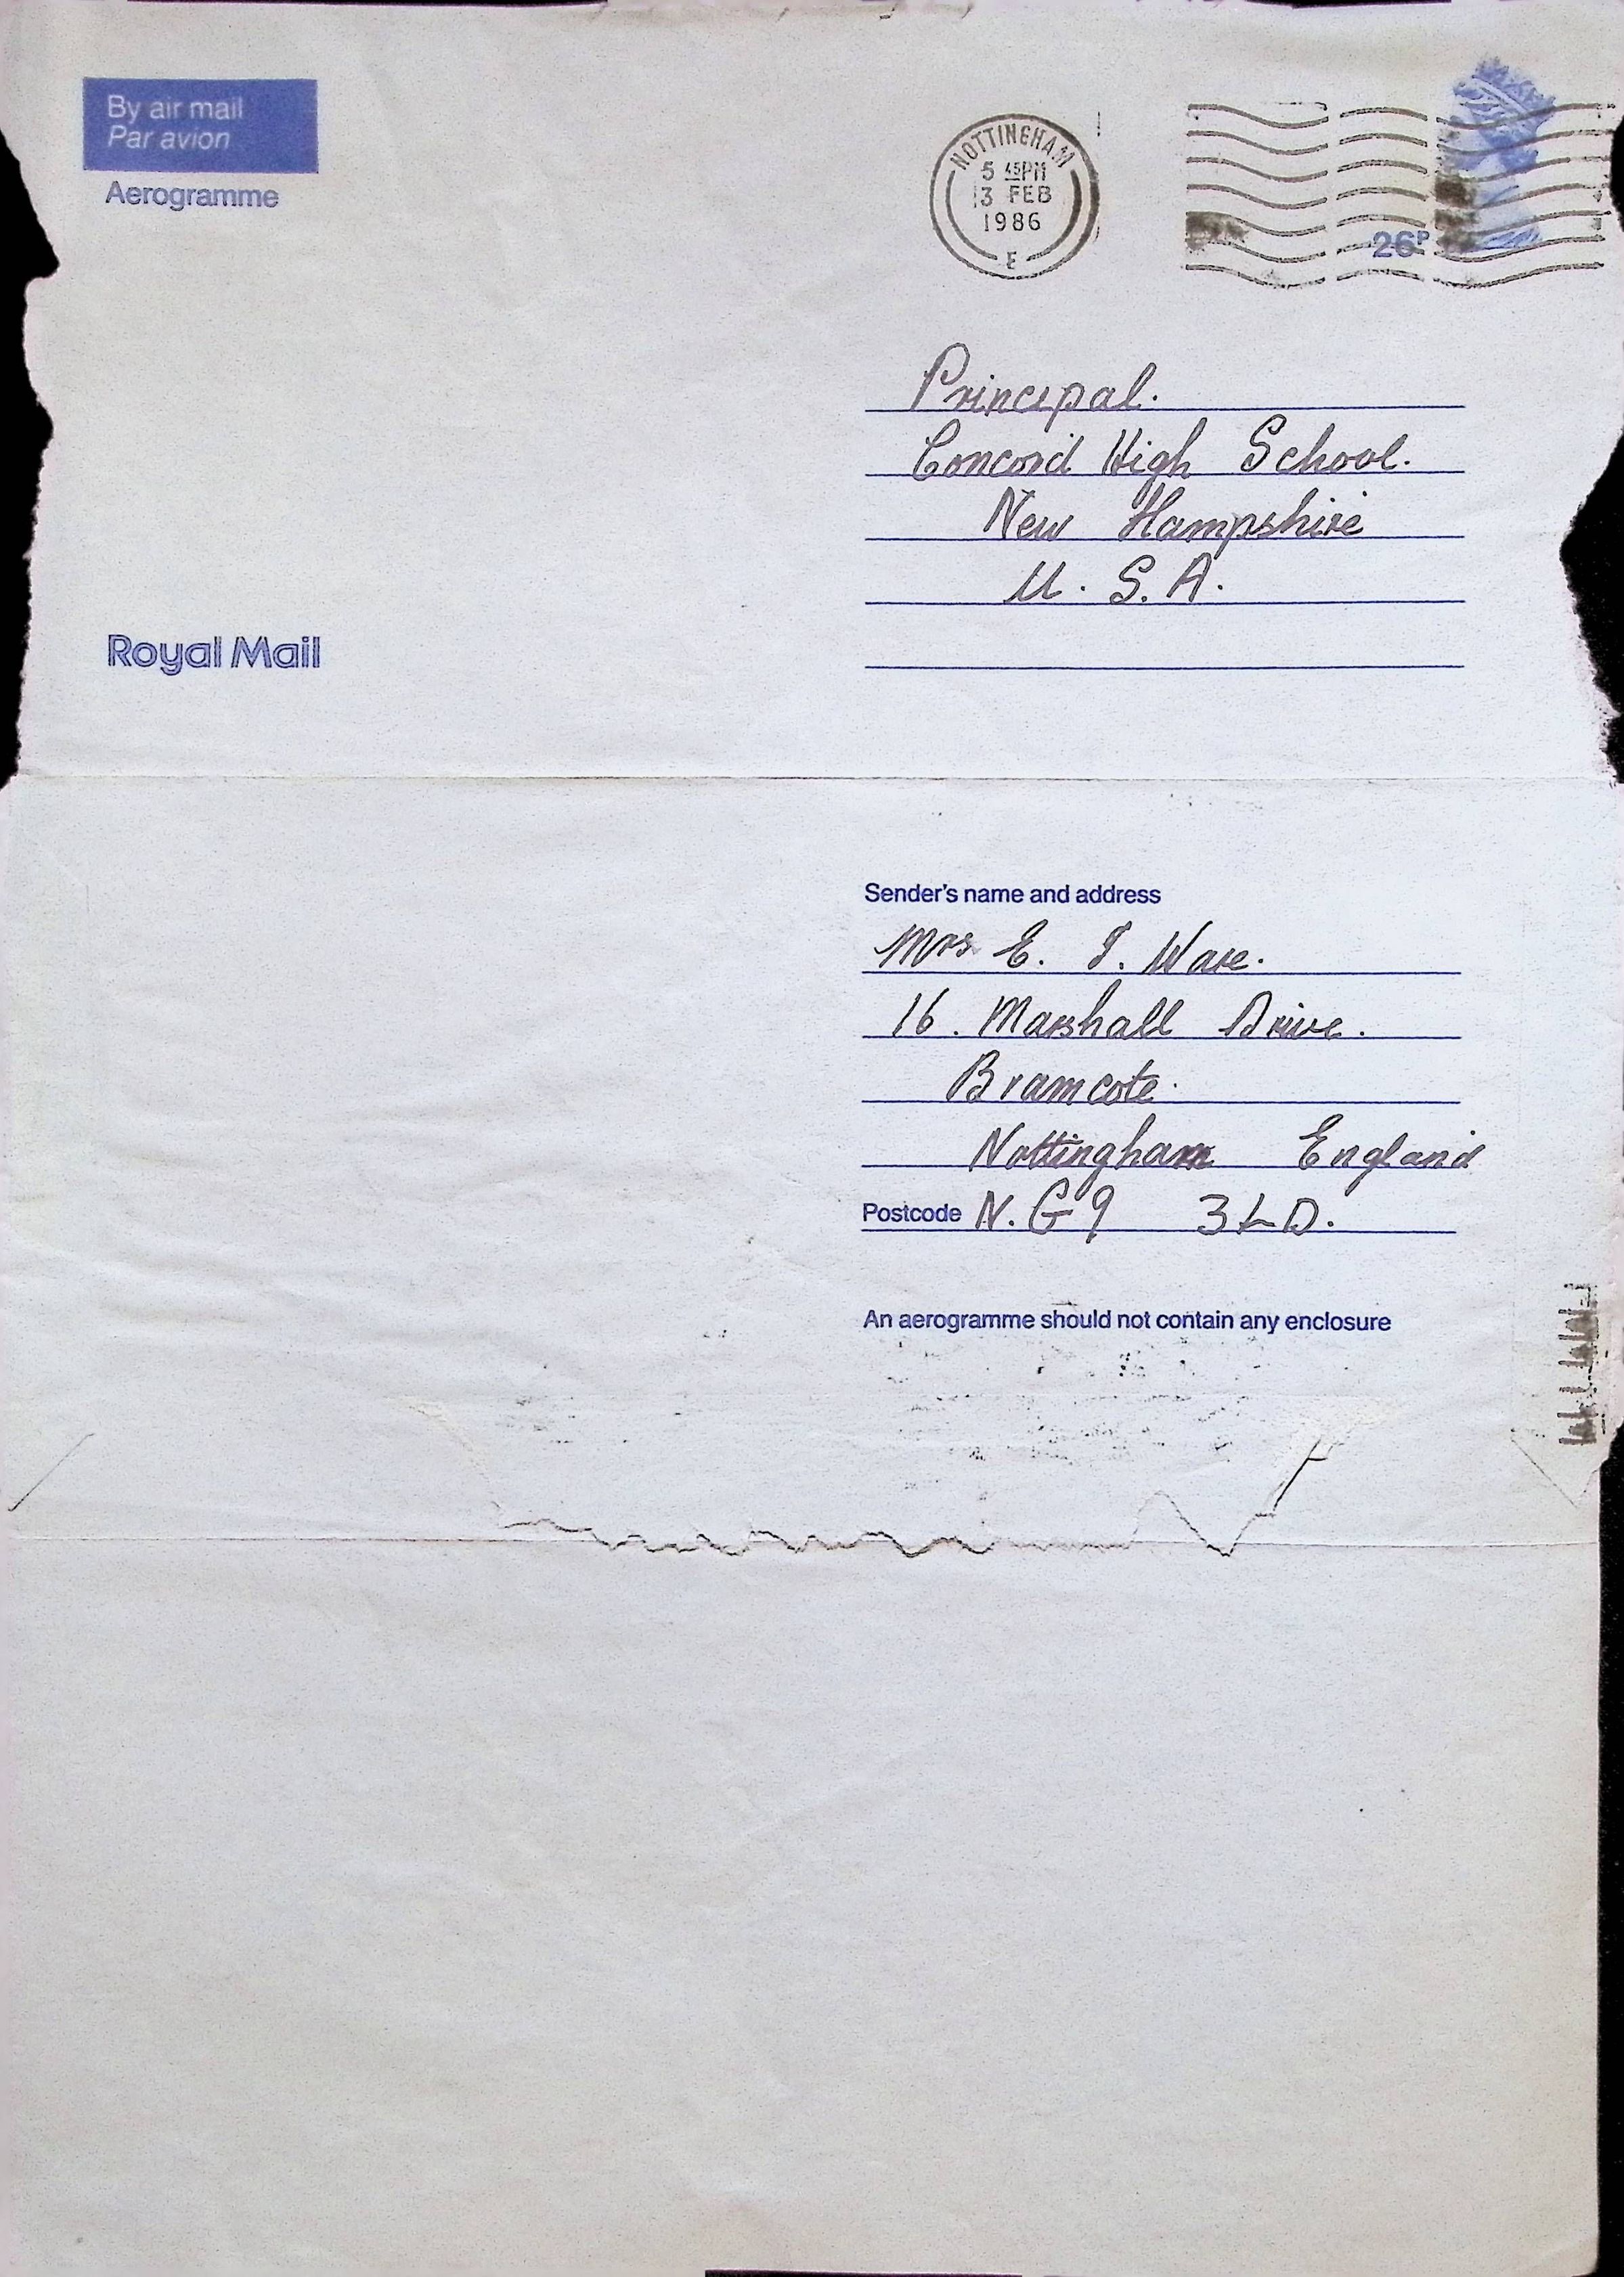 By air mail
Par avion
Aerogramme
NOTTINGHAM
5 45PM
13 FEB
1986
E
26P
Principal.
Concord High School.
New Hampshire
U. S. A.
Royal Mail
Sender's name and address
Mrs E. I. Ware.
16. Marshall Drive.
Bramcote.
Nottingham England
Postcode N.G9 3LD.
An aerogramme should not contain any enclosure